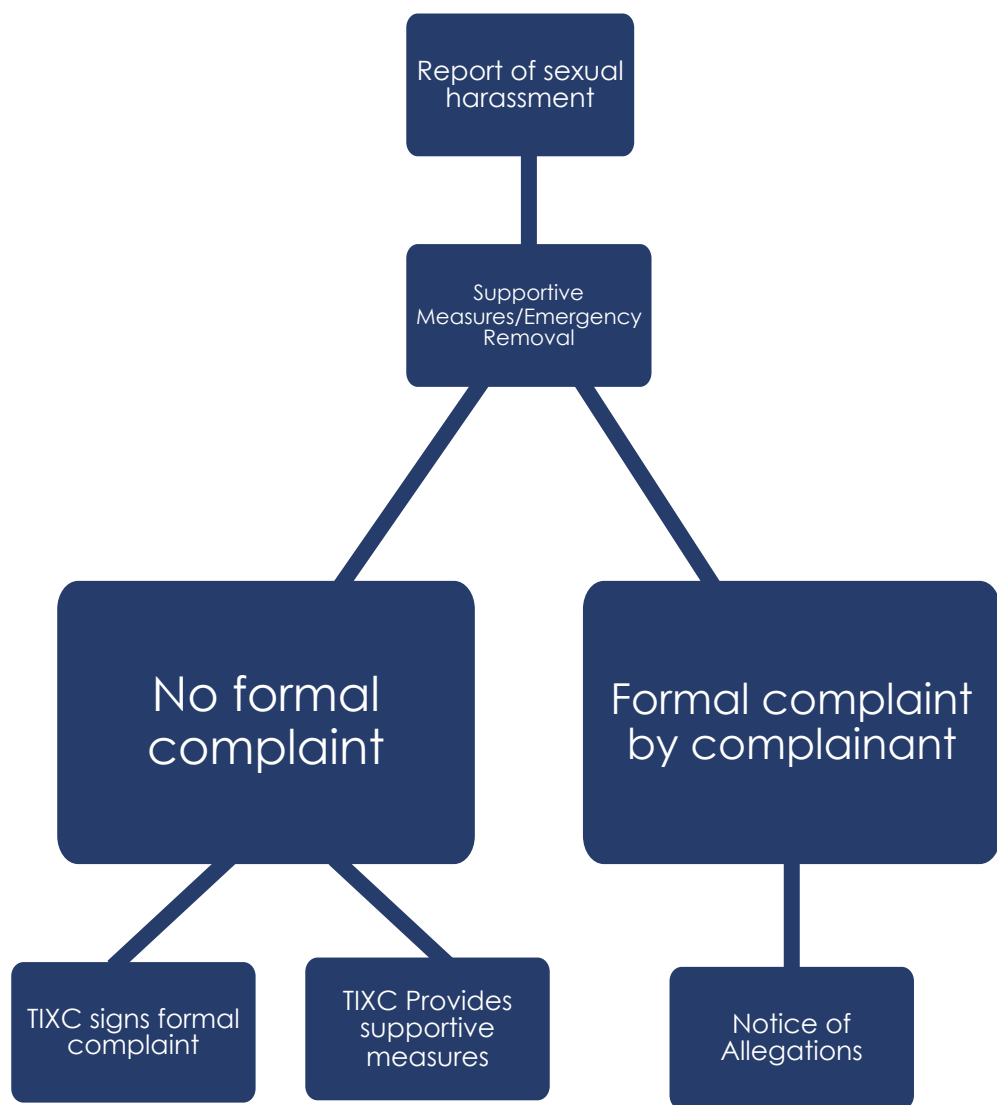 Report of sexual
harassment
Supportive
Measures/Emergency
Removal
No formal
complaint
Formal complaint
by complainant
TIXC signs formal
complaint
TIXC Provides
supportive
measures
Notice of
Allegations